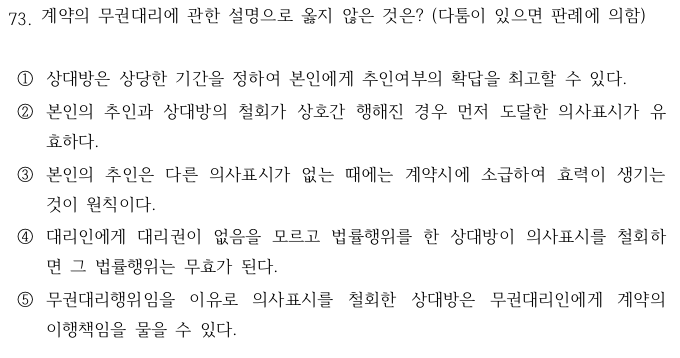 73. 계약의 무권대리에 관한 설명으로 옳지 않은 것은? (다툼이 있으면 판례에 의함)
① 상대방은 상당한 기간을 정하여 본인에게 추인여부의 확답을 최고할 수 있다.
② 본인의 추인과 상대방의 철회가 상호간 행해진 경우 먼저 도달한 의사표시가 유
효하다.
③ 본인의 추인은 다른 의사표시가 없는 때에는 계약시에 소급하여 효력이 생기는
것이 원칙이다.
④ 대리인에게 대리권이 없음을 모르고 법률행위를 한 상대방이 의사표시를 철회하
면 그 법률행위는 무효가 된다.
⑤ 무권대리행위임을 이유로 의사표시를 철회한 상대방은 무권대리인에게 계약의
이행책임을 물을 수 있다.